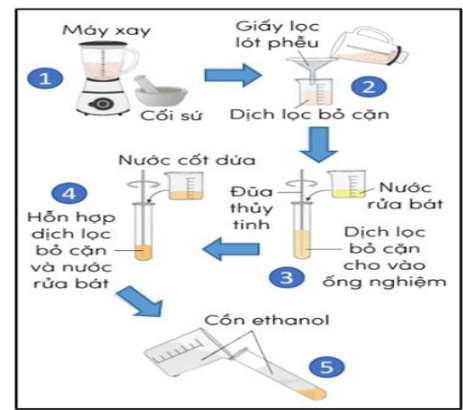 Máy xay
1
Cối sứ
Giấy lọc
lót phễu
2
Dịch lọc bỏ cặn
Nước cốt dứa
4
Hỗn hợp
dịch lọc
bỏ cặn
và nước
rửa bát
Đũa
thủy
tinh
Nước
rửa bát
Dịch lọc
bỏ cặn
cho vào
ống nghiệm
3
Cồn ethanol
5